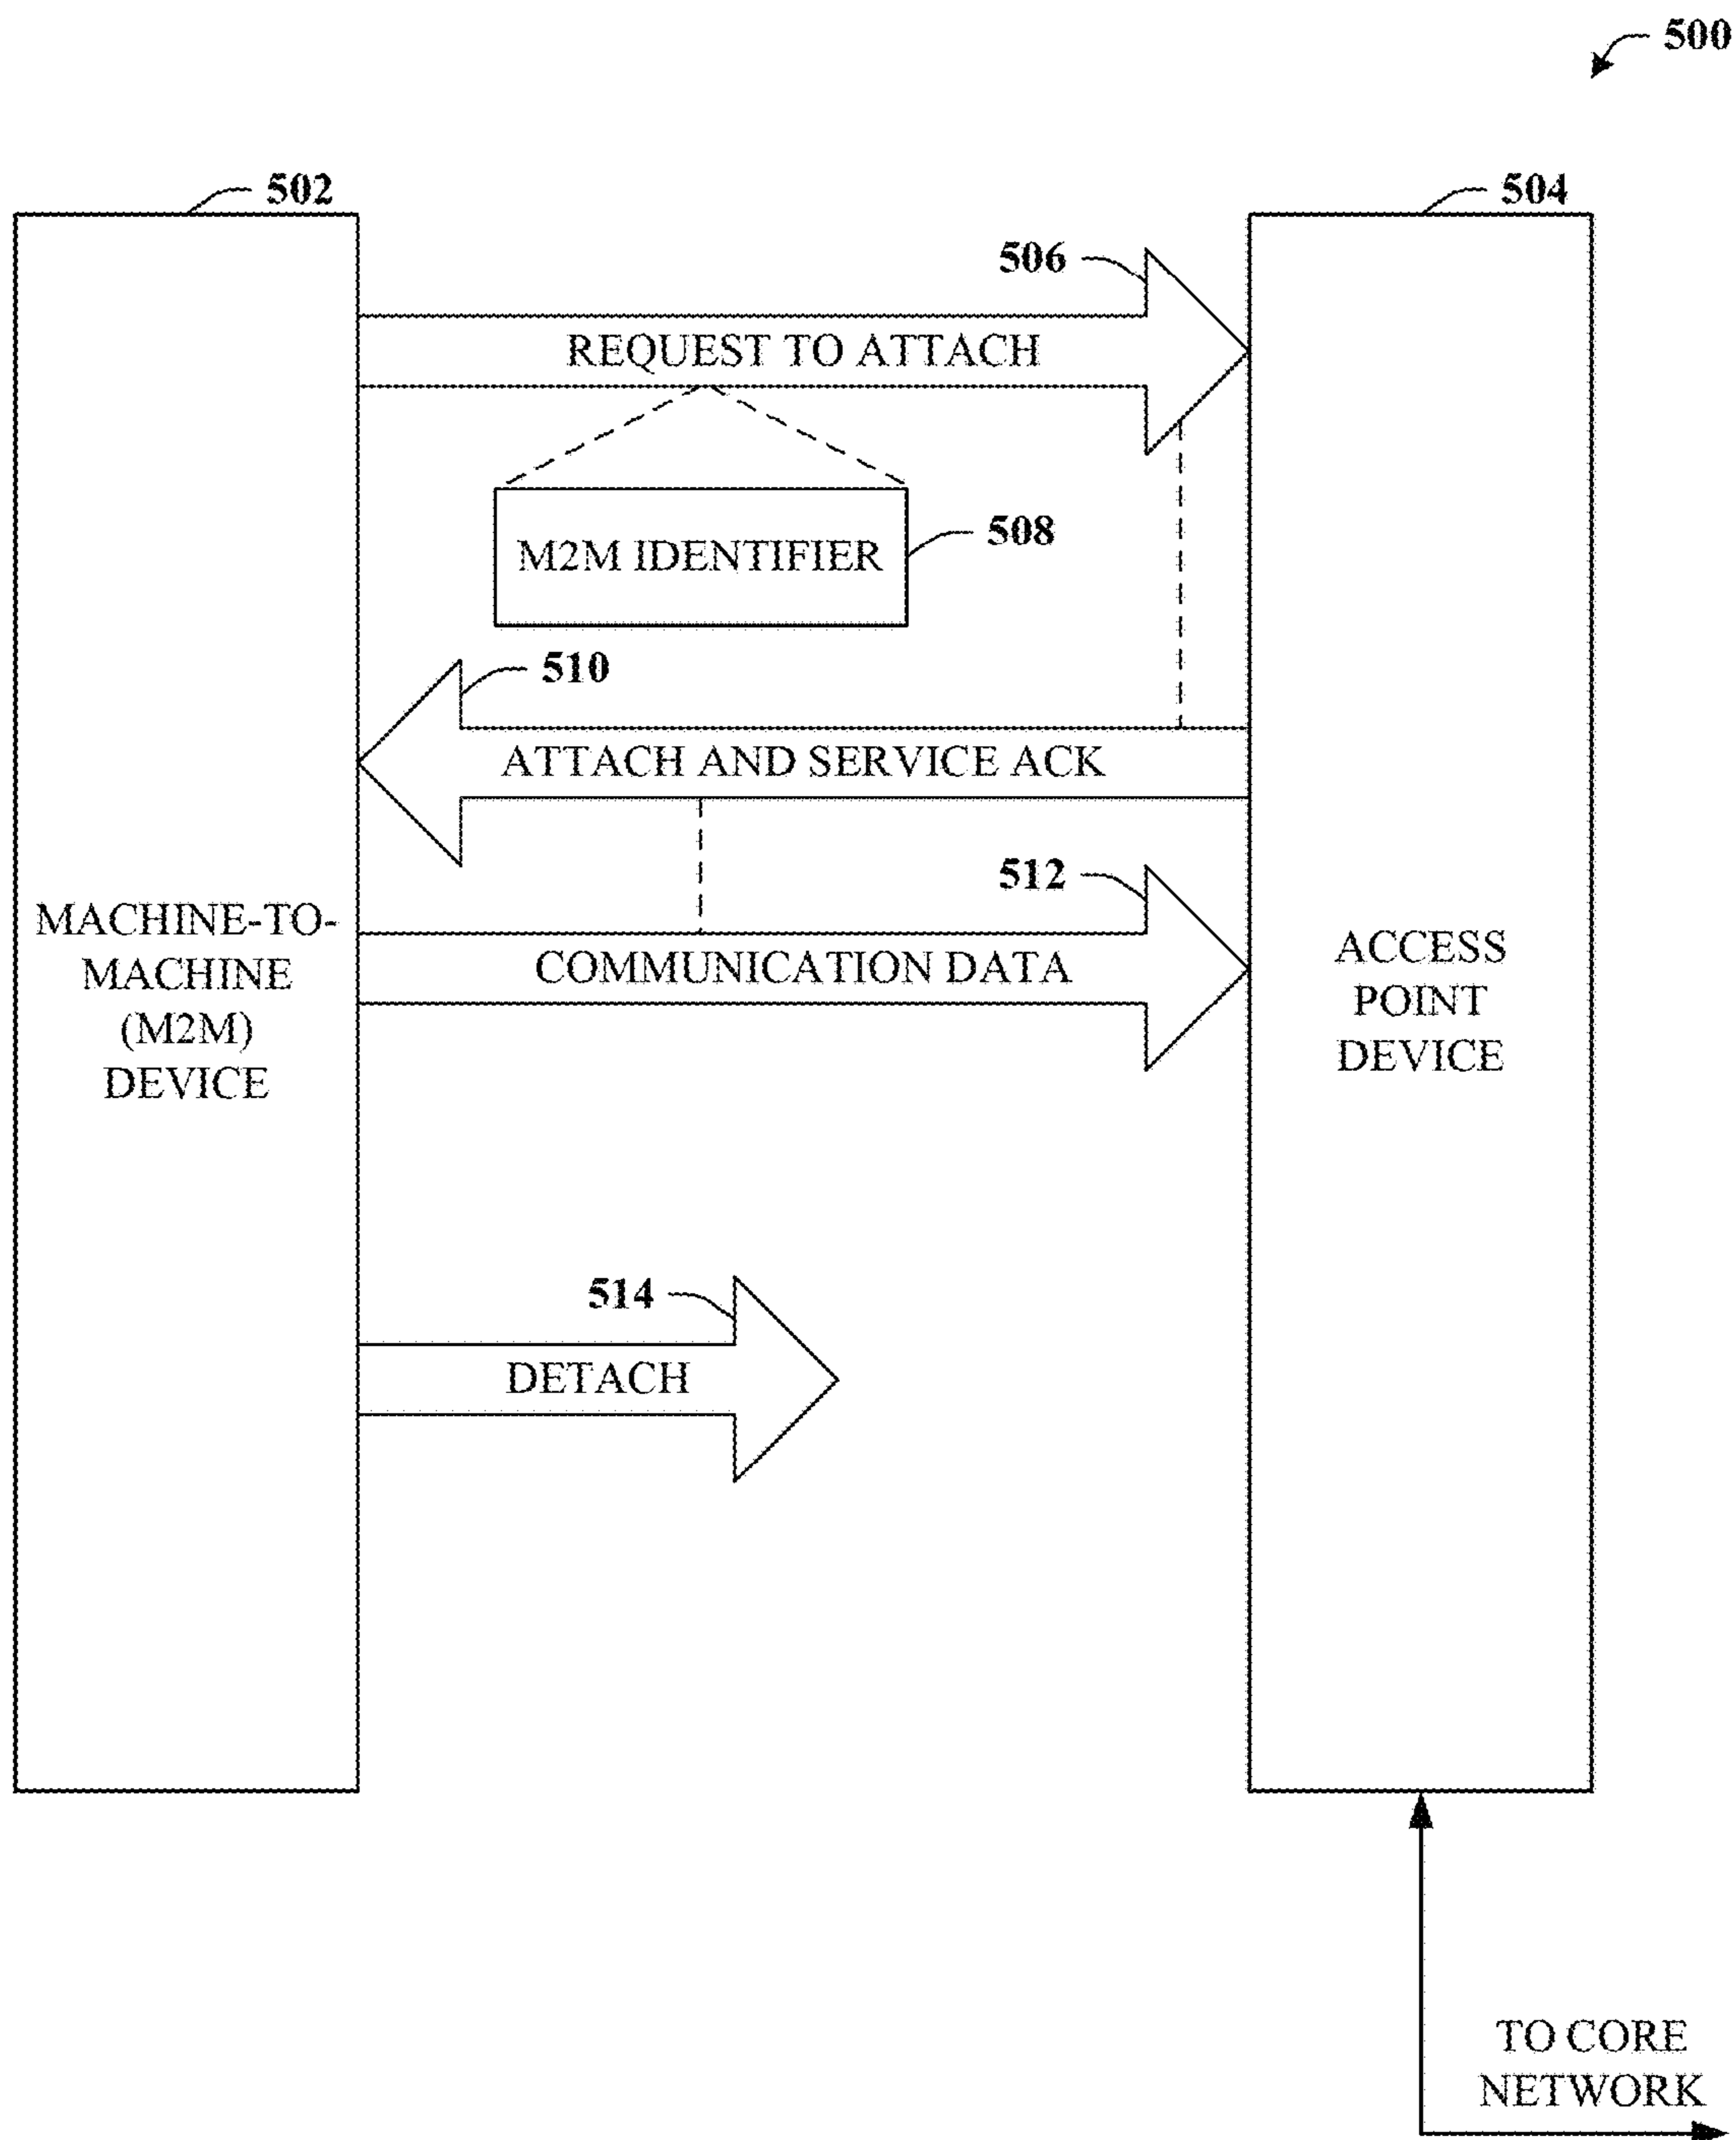 500
502
504
506
REQUEST TO ATTACH
M2M IDENTIFIER
508
510
ATTACH AND SERVICE ACK
512
COMMUNICATION DATA
MACHINE-TO-
MACHINE
(M2M)
DEVICE
ACCESS
POINT
DEVICE
514
DETACH
TO CORE
NETWORK